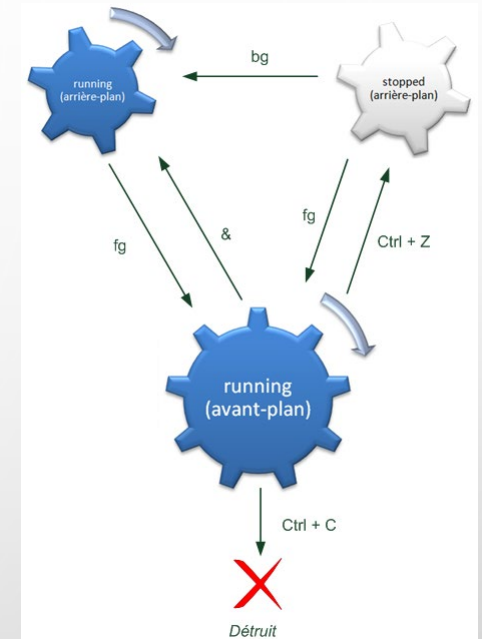 running
(arrière-plan)
bg
stopped
(arrière-plan)
fg
&
fg
Ctrl + Z
running
(avant-plan)
Ctrl + C
Détruit